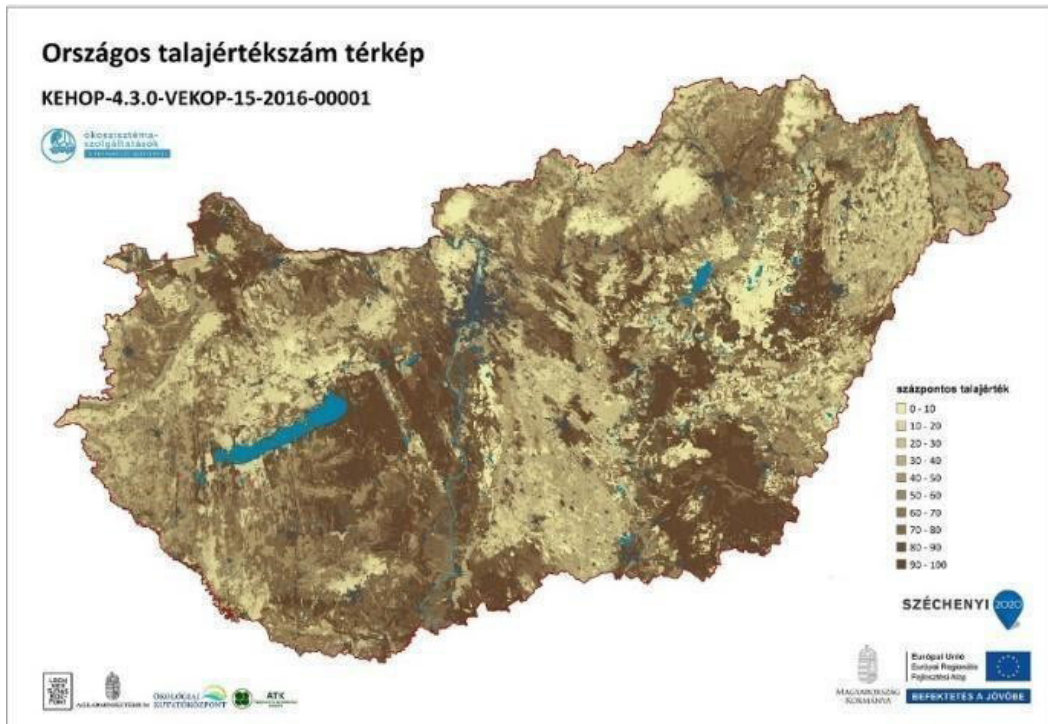 Országos talajértékszám térkép
KEHOP-4.3.0-VEKOP-15-2016-00001
ökoszisztéma-
szolgáltatások
százpontos talajérték
0 - 10
10 - 20
20 - 30
30 - 40
40 - 50
50 - 60
60 - 70
70 - 80
80 - 90
90 - 100
SZÉCHENYI 2020
MAGYARORSZÁG
KORMÁNYA
Európai Unió
Európai Regionális
Fejlesztési Alap
BEFEKTETÉS A JÖVŐBE
AGRÁRMINISZTÉRIUM
ÖKOLÓGIAI
KUTATÓKÖZPONT
ATK